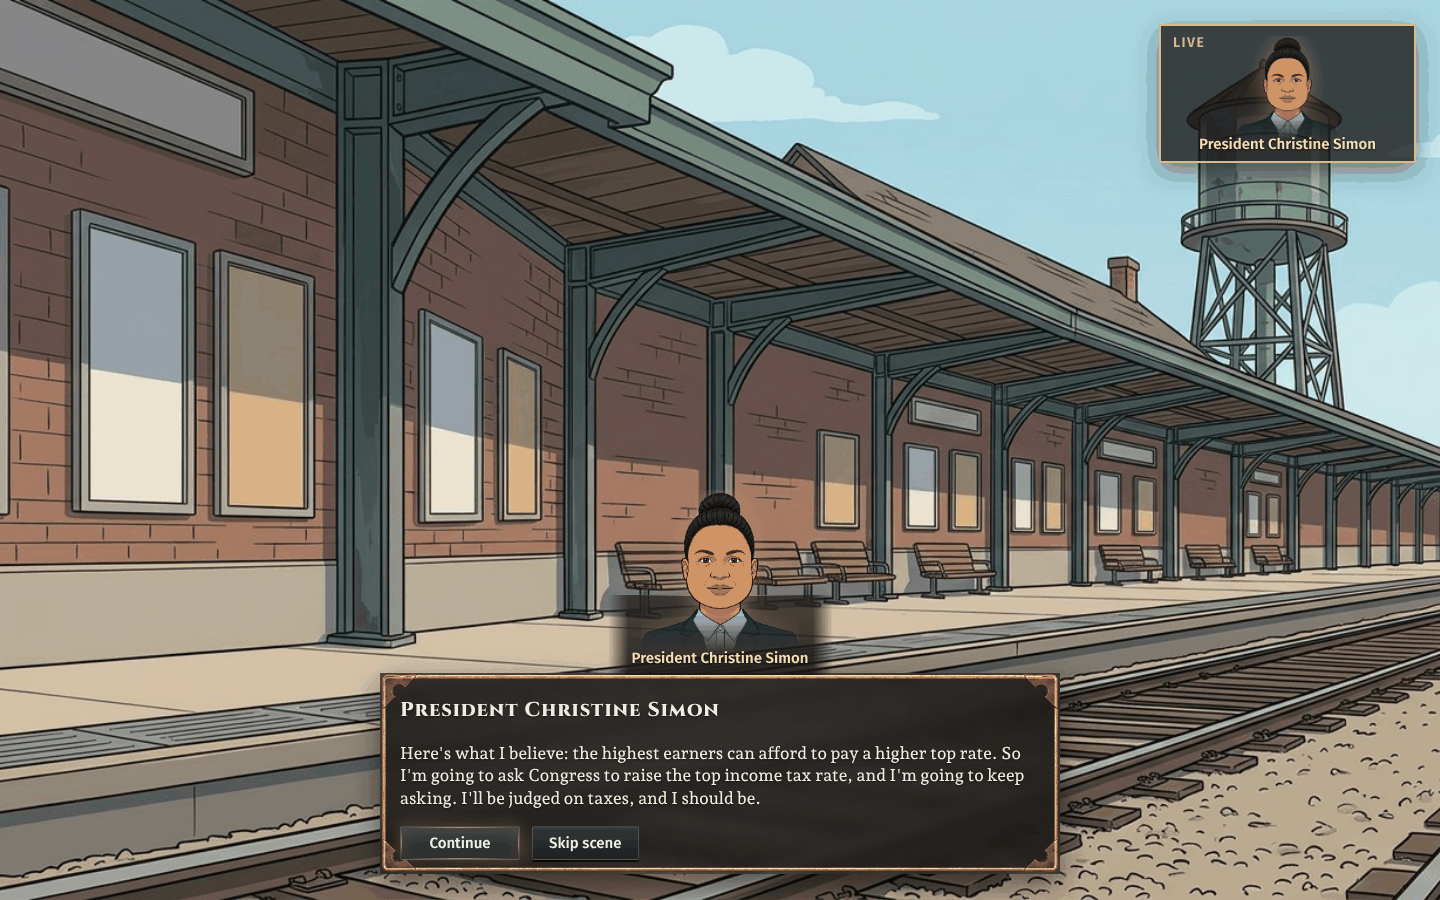 LIVE
President Christine Simon
President Christine Simon
President Christine Simon
Here's what I believe: the highest earners can afford to pay a higher top rate. So
I'm going to ask Congress to raise the top income tax rate, and I'm going to keep
asking. I'll be judged on taxes, and I should be.
Continue
Skip scene